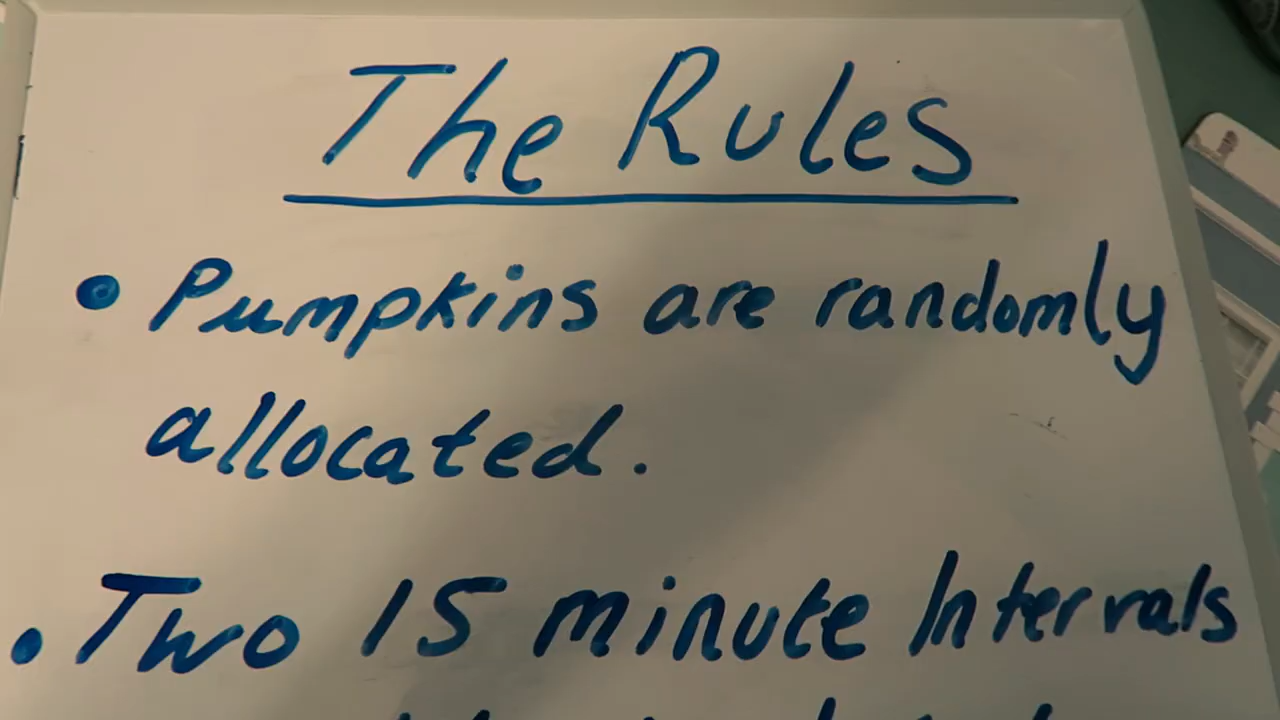 The Rules
• Pumpkins are randomly
allocated.
• Two 15 minute Intervals